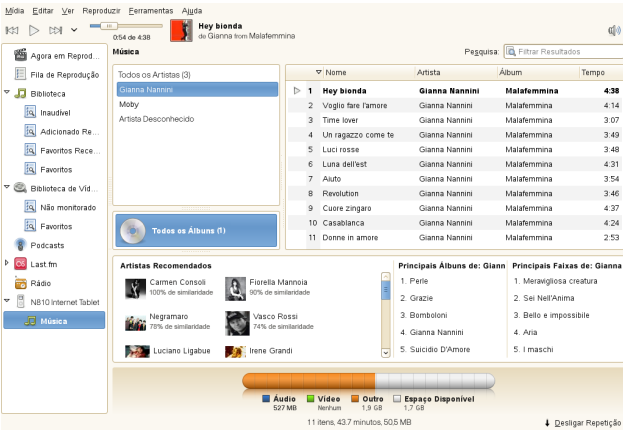 Mídia Editar Ver Reproduzir Ferramentas Ajuda
0:54 de 4:38
Hey bionda
de Gianna from Malafemmina
Agora em Reprod...
Fila de Reprodução
Biblioteca
Inaudível
Adicionado Re...
Favoritos Rece...
Favoritos
Biblioteca de Víd...
Não monitorado
Favoritos
Podcasts
Last.fm
Rádio
N810 Internet Tablet
Música
Música
Pesquisa: Filtrar Resultados
Todos os Artistas (3)
Gianna Nannini
Moby
Artista Desconhecido
Todos os Álbuns (1)
Nome Artista Álbum Tempo
1 Hey bionda Gianna Nannini Malafemmina 4:38
2 Voglio fare l'amore Gianna Nannini Malafemmina 4:14
3 Time lover Gianna Nannini Malafemmina 3:07
4 Un ragazzo come te Gianna Nannini Malafemmina 3:49
5 Luci rosse Gianna Nannini Malafemmina 3:48
6 Luna dell'est Gianna Nannini Malafemmina 4:31
7 Aiuto Gianna Nannini Malafemmina 3:54
8 Revolution Gianna Nannini Malafemmina 3:46
9 Cuore zingaro Gianna Nannini Malafemmina 4:37
10 Casablanca Gianna Nannini Malafemmina 4:24
11 Donne in amore Gianna Nannini Malafemmina 2:53
Artistas Recomendados
Carmen Consoli
100% de similaridade
Fiorella Mannoia
90% de similaridade
Negramaro
78% de similaridade
Vasco Rossi
74% de similaridade
Luciano Ligabue
Irene Grandi
Principais Álbuns de: Giann
1. Perle
2. Grazie
3. Bomboloni
4. Gianna Nannini
5. Suicidio D'Amore
Principais Faixas de: Gianna
1. Meravigliosa creatura
2. Sei Nell'Anima
3. Bello e impossibile
4. Aria
5. I maschi
Áudio Vídeo Outro Espaço Disponível
527 MB Nenhum 1,9 GB 1,7 GB
11 itens, 43.7 minutos, 50,5 MB
Desligar Repetição